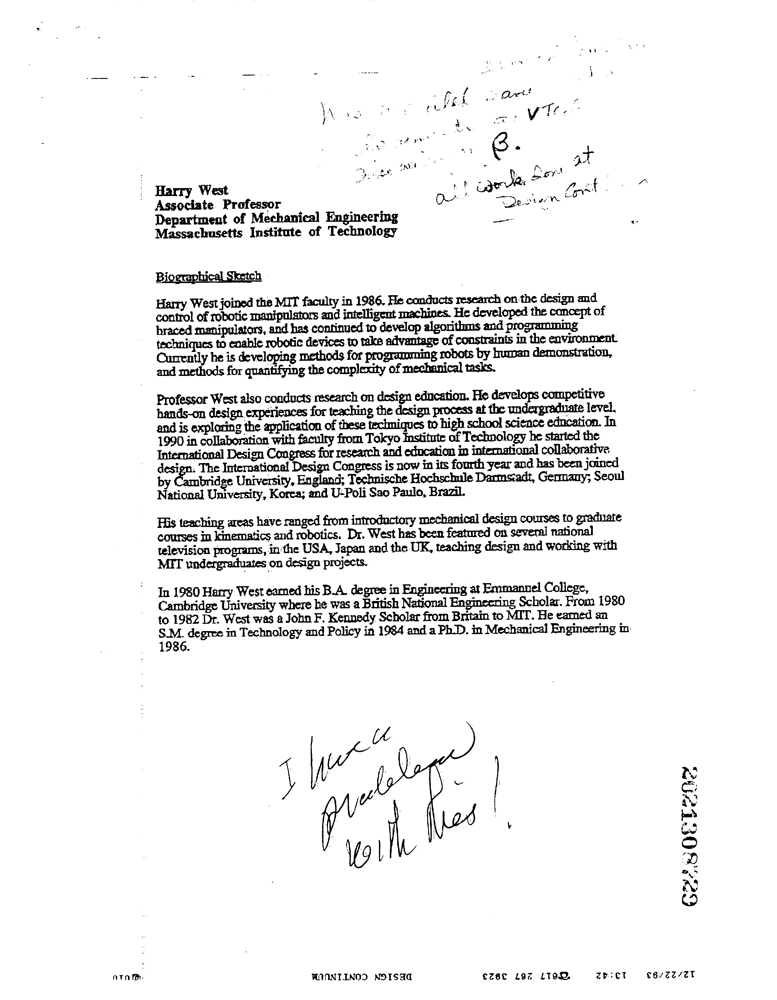 VTC
B.
all work done at
Design Cont
Harry West
Associate Professor
Department of Mechanical Engineering
Massachusetts Institute of Technology
Biographical Sketch
Harry West joined the MIT faculty in 1986. He conducts research on the design and
control of robotic manipulators and intelligent machines. He developed the concept of
braced manipulators, and has continued to develop algorithms and programming
techniques to enable robotic devices to take advantage of constraints in the environment.
Currently he is developing methods for programming robots by human demonstration,
and methods for quantifying the complexity of mechanical tasks.
Professor West also conducts research on design education. He develops competitive
hands-on design experiences for teaching the design process at the undergraduate level,
and is exploring the application of these techniques to high school science education. In
1990 in collaboration with faculty from Tokyo Institute of Technology he started the
International Design Congress for research and education in international collaborative
design. The International Design Congress is now in its fourth year and has been joined
by Cambridge University, England; Technische Hochschule Darmstadt, Germany; Seoul
National University, Korea; and U-Poli Sao Paulo, Brazil.
His teaching areas have ranged from introductory mechanical design courses to graduate
courses in kinematics and robotics. Dr. West has been featured on several national
television programs, in the USA, Japan and the UK, teaching design and working with
MIT undergraduates on design projects.
In 1980 Harry West earned his B.A. degree in Engineering at Emmanuel College,
Cambridge University where he was a British National Engineering Scholar. From 1980
to 1982 Dr. West was a John F. Kennedy Scholar from Britain to MIT. He earned an
S.M. degree in Technology and Policy in 1984 and a Ph.D. in Mechanical Engineering in
1986.
I have a
problem
with this!
2021308729
12/22/93 13:42 ☎617 267 3923 DESIGN CONTINUUM 010